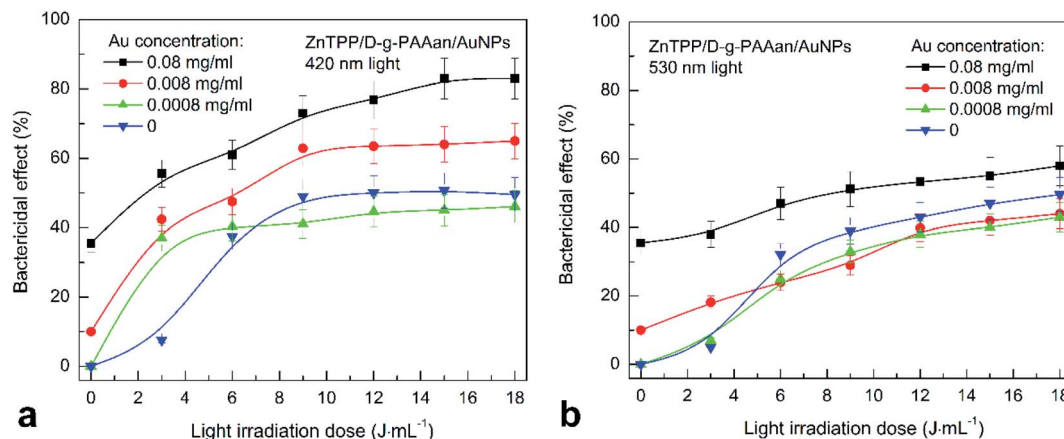 100
80
60
40
20
0
Bactericidal effect (%)
Au concentration:
0.08 mg/ml
0.008 mg/ml
0.0008 mg/ml
0
ZnTPP/D-g-PAAan/AuNPs
420 nm light
0 2 4 6 8 10 12 14 16 18
Light irradiation dose (J·mL⁻¹)
a
100
80
60
40
20
0
Bactericidal effect (%)
ZnTPP/D-g-PAAan/AuNPs
530 nm light
Au concentration:
0.08 mg/ml
0.008 mg/ml
0.0008 mg/ml
0
0 2 4 6 8 10 12 14 16 18
Light irradiation dose (J·mL⁻¹)
b